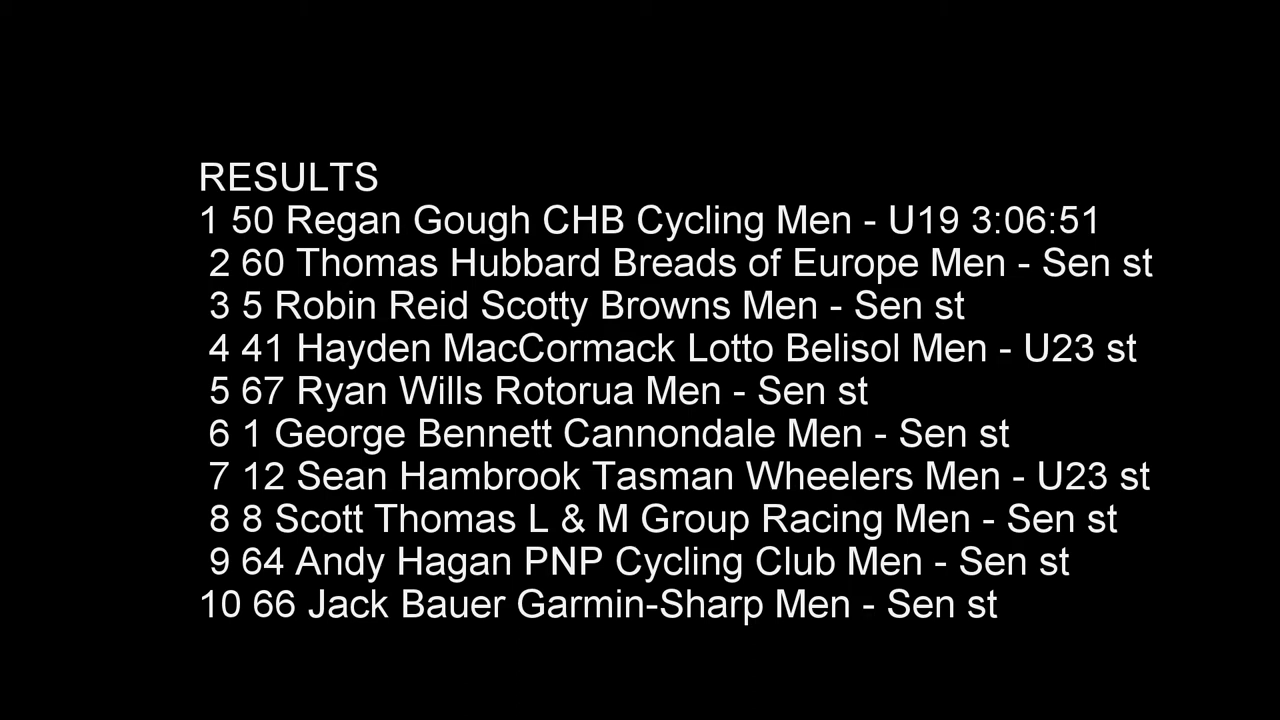 RESULTS
1 50 Regan Gough CHB Cycling Men - U19 3:06:51
2 60 Thomas Hubbard Breads of Europe Men - Sen st
3 5 Robin Reid Scotty Browns Men - Sen st
4 41 Hayden MacCormack Lotto Belisol Men - U23 st
5 67 Ryan Wills Rotorua Men - Sen st
6 1 George Bennett Cannondale Men - Sen st
7 12 Sean Hambrook Tasman Wheelers Men - U23 st
8 8 Scott Thomas L & M Group Racing Men - Sen st
9 64 Andy Hagan PNP Cycling Club Men - Sen st
10 66 Jack Bauer Garmin-Sharp Men - Sen st